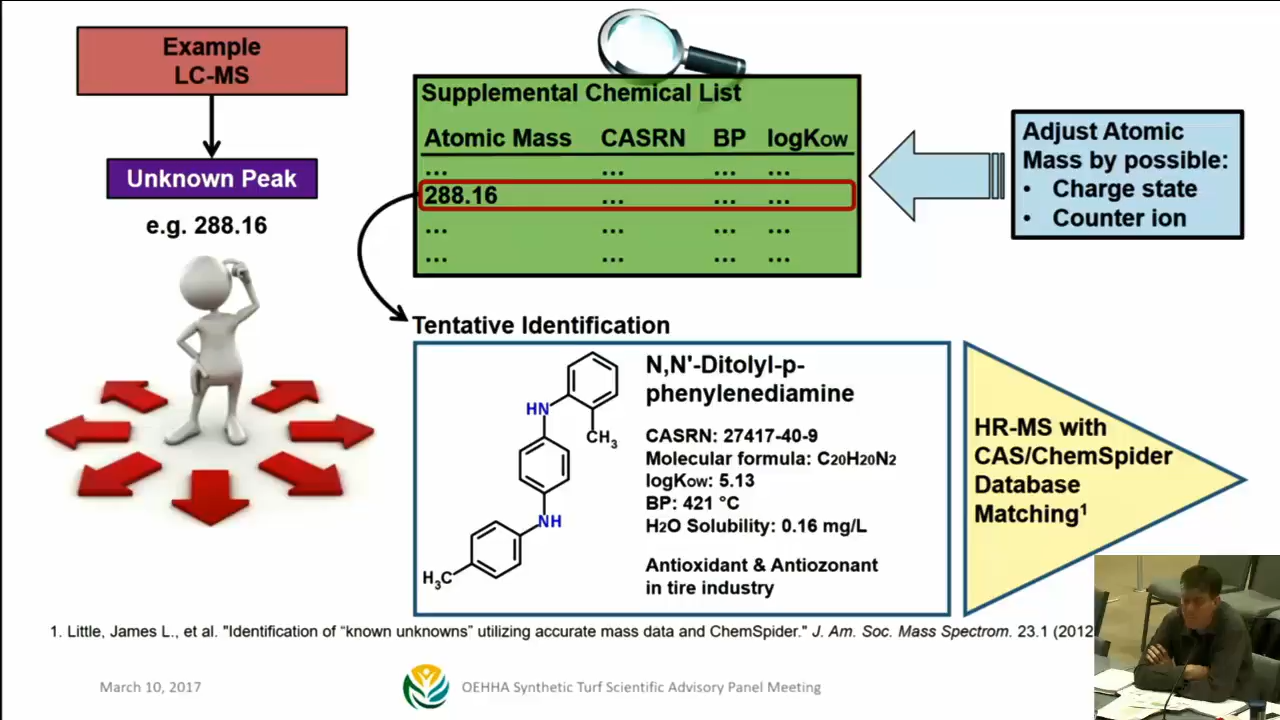 Example
LC-MS
Unknown Peak
e.g. 288.16
Supplemental Chemical List
Atomic Mass CASRN BP logKow
... ... ... ...
288.16 ... ... ...
... ... ... ...
... ... ... ...
Adjust Atomic
Mass by possible:
• Charge state
• Counter ion
Tentative Identification
HN
CH3
NH
H3C
N,N'-Ditolyl-p-
phenylenediamine
CASRN: 27417-40-9
Molecular formula: C20H20N2
logKow: 5.13
BP: 421 °C
H2O Solubility: 0.16 mg/L
Antioxidant & Antiozonant
in tire industry
HR-MS with
CAS/ChemSpider
Database
Matching1
1. Little, James L., et al. "Identification of “known unknowns” utilizing accurate mass data and ChemSpider." J. Am. Soc. Mass Spectrom. 23.1 (2012
March 10, 2017
OEHHA Synthetic Turf Scientific Advisory Panel Meeting